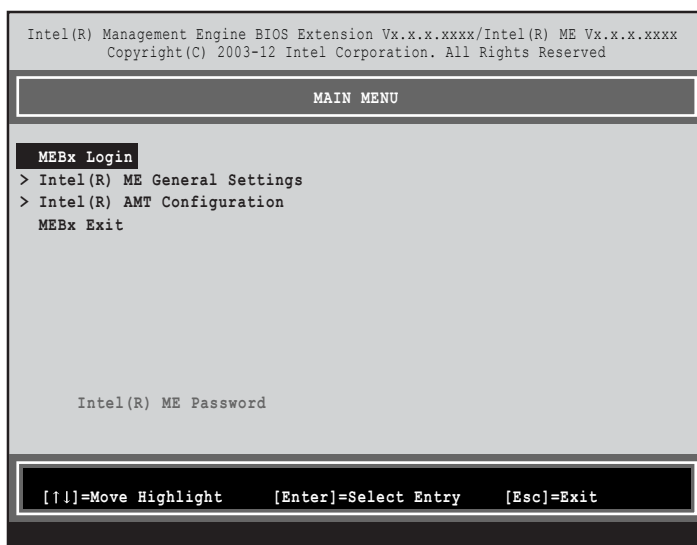 Intel(R) Management Engine BIOS Extension Vx.x.x.xxxx/Intel(R) ME Vx.x.x.xxxx
Copyright(C) 2003-12 Intel Corporation. All Rights Reserved
MAIN MENU
MEBx Login
> Intel(R) ME General Settings
> Intel(R) AMT Configuration
MEBx Exit
Intel(R) ME Password
[↑↓]=Move Highlight [Enter]=Select Entry [Esc]=Exit